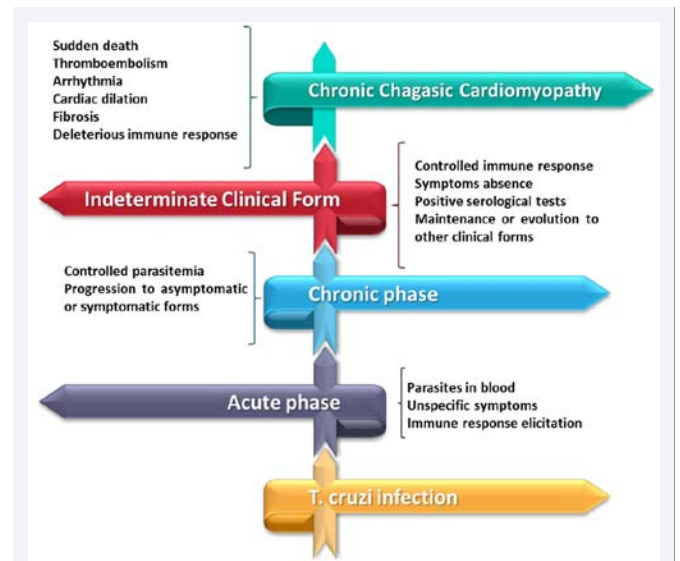 Sudden death
Thromboembolism
Arrhythmia
Cardiac dilation
Fibrosis
Deleterious immune response
Chronic Chagasic Cardiomyopathy
Indeterminate Clinical Form
Controlled immune response
Symptoms absence
Positive serological tests
Maintenance or evolution to
other clinical forms
Controlled parasitemia
Progression to asymptomatic
or symptomatic forms
Chronic phase
Acute phase
Parasites in blood
Unspecific symptoms
Immune response elicitation
T. cruzi infection